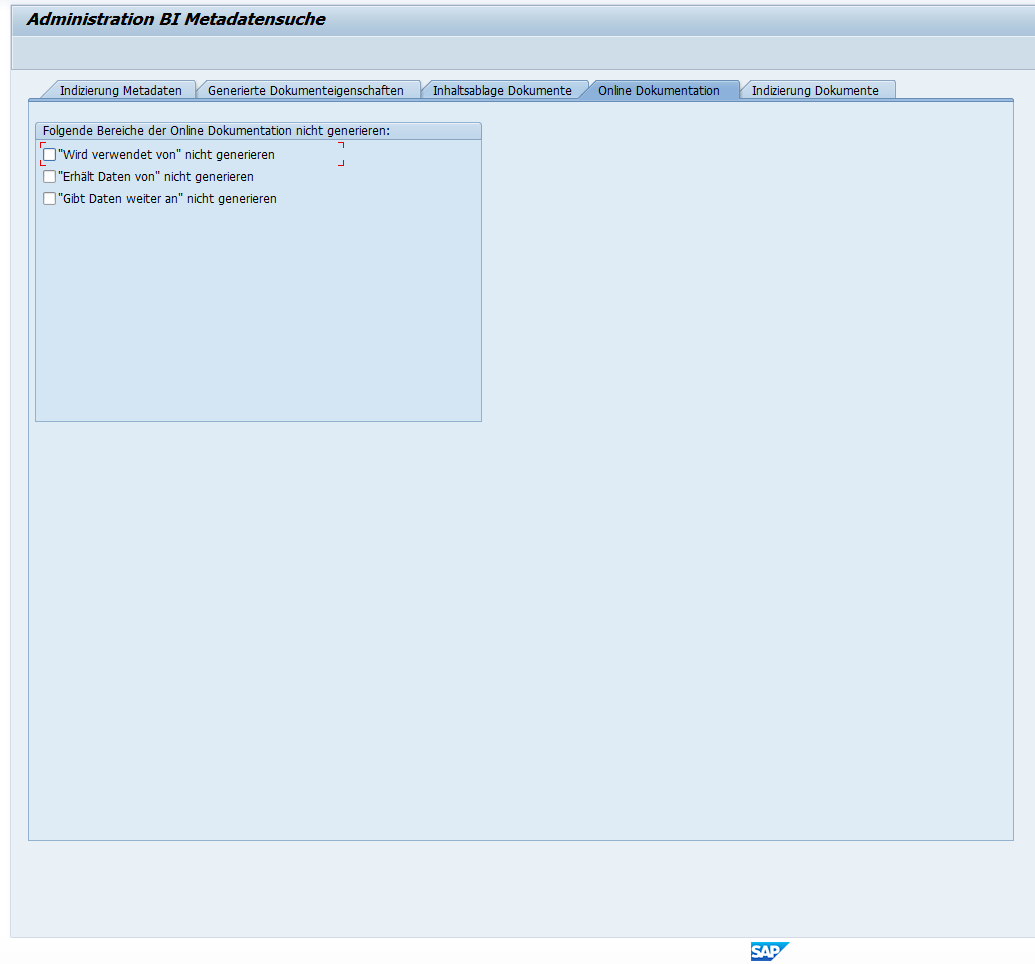 Administration BI Metadatensuche
Indizierung Metadaten
Generierte Dokumenteigenschaften
Inhaltsablage Dokumente
Online Dokumentation
Indizierung Dokumente
Folgende Bereiche der Online Dokumentation nicht generieren:
"Wird verwendet von" nicht generieren
"Erhält Daten von" nicht generieren
"Gibt Daten weiter an" nicht generieren
SAP